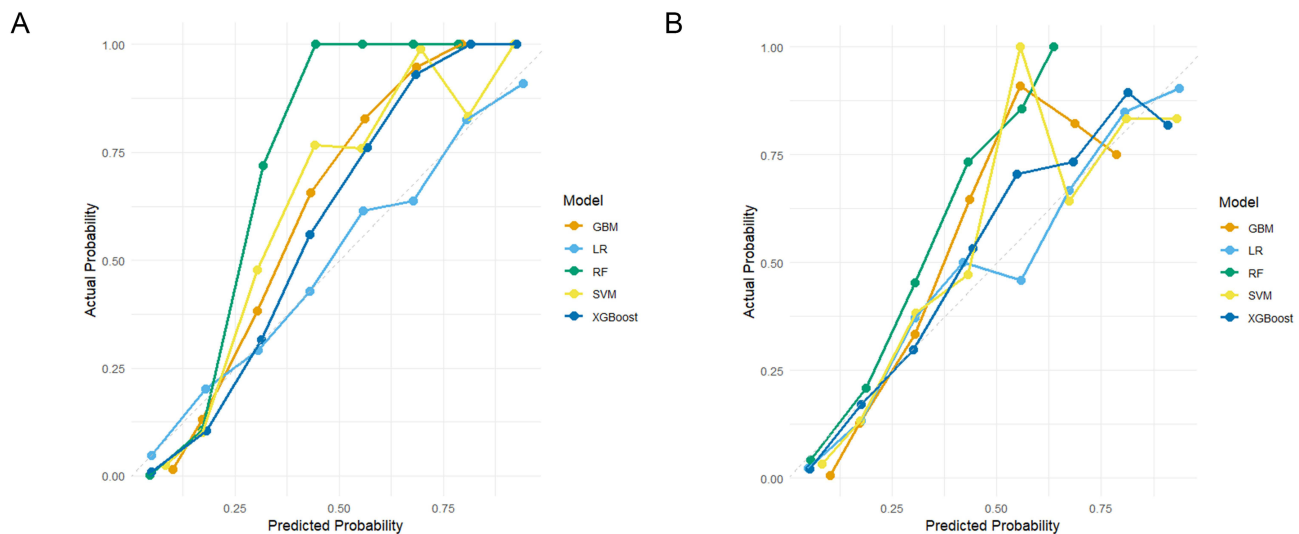 A
Actual Probability
1.00
0.75
0.50
0.25
0.00
0.25
0.50
0.75
Predicted Probability
Model
GBM
LR
RF
SVM
XGBoost
B
Actual Probability
1.00
0.75
0.50
0.25
0.00
0.25
0.50
0.75
Predicted Probability
Model
GBM
LR
RF
SVM
XGBoost